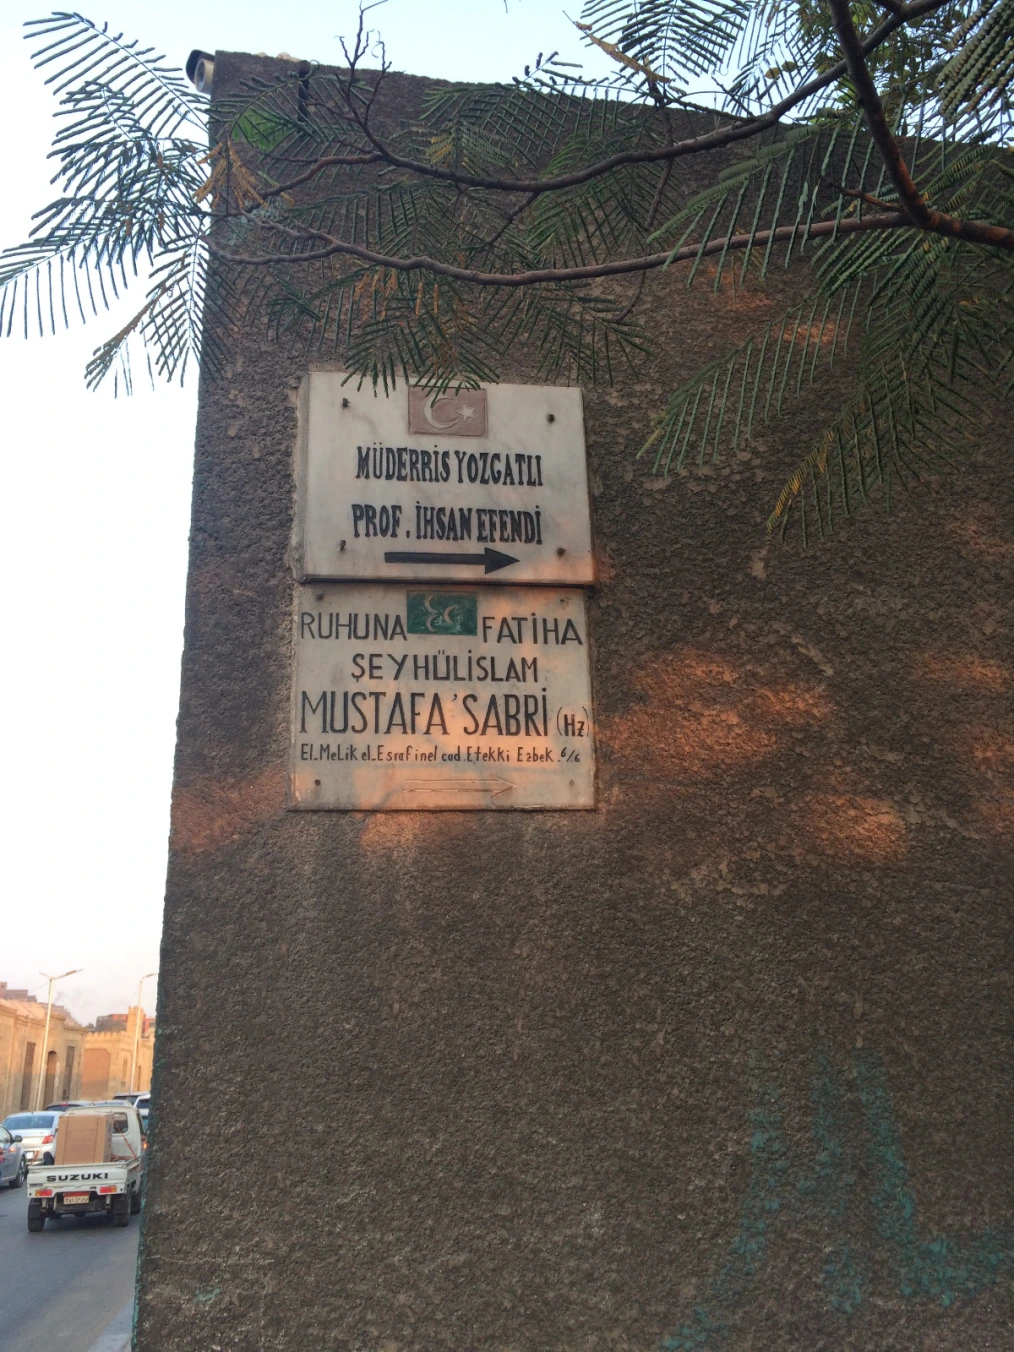 MÜDERRİS YOZGATLI
PROF. İHSAN EFENDİ
RUHUNA FATİHA
ŞEYHÜLİSLAM
MUSTAFA'SABRİ (Hz)
El.MeLik el.Esrafinel cad.Etekki Ezbek.6/6
SUZUKI